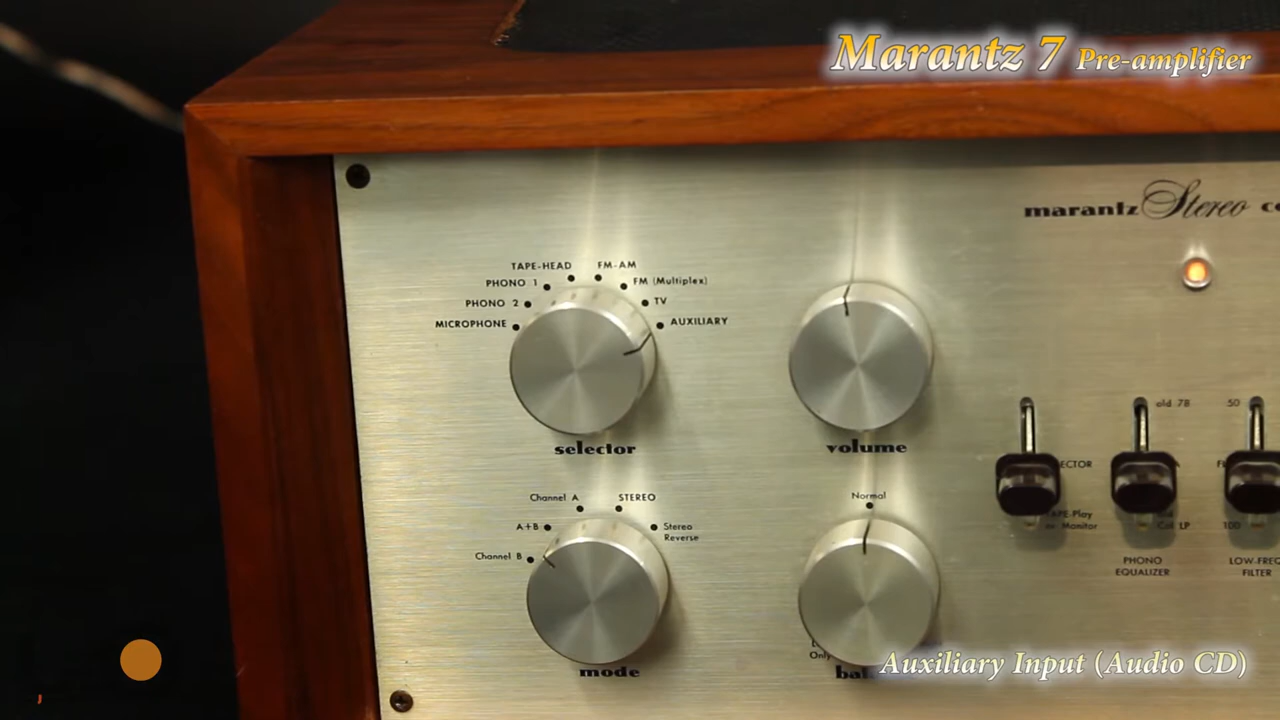 Marantz 7 Pre-amplifier
marantz Stereo
TAPE-HEAD
FM-AM
PHONO 1
FM (Multiplex)
PHONO 2
TV
MICROPHONE
AUXILIARY
selector
volume
old 78
50
Channel A
STEREO
Normal
A+B
Stereo
Reverse
Channel B
Monitor
LP
100
PHONO
EQUALIZER
LOW-FREQ
FILTER
Only
mode
Auxiliary Input (Audio CD)